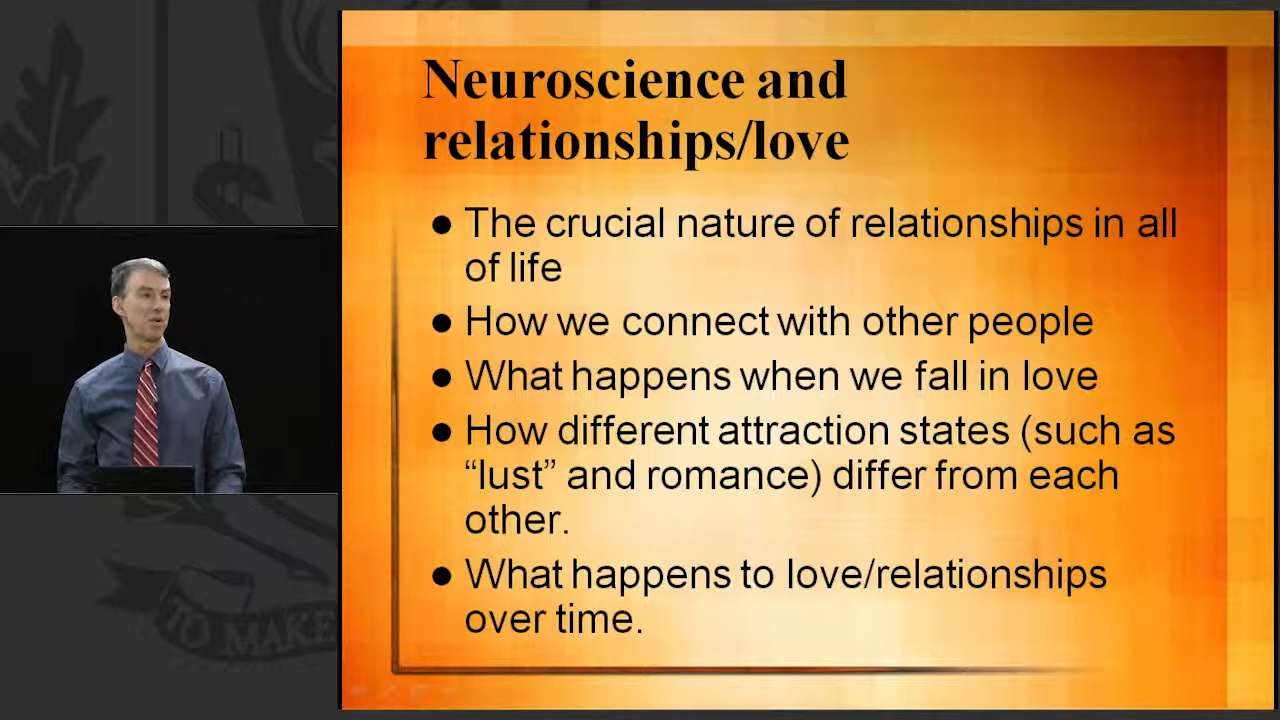 Neuroscience and
relationships/love
● The crucial nature of relationships in all
of life
● How we connect with other people
● What happens when we fall in love
● How different attraction states (such as
“lust” and romance) differ from each
other.
● What happens to love/relationships
over time.
TO MAKE